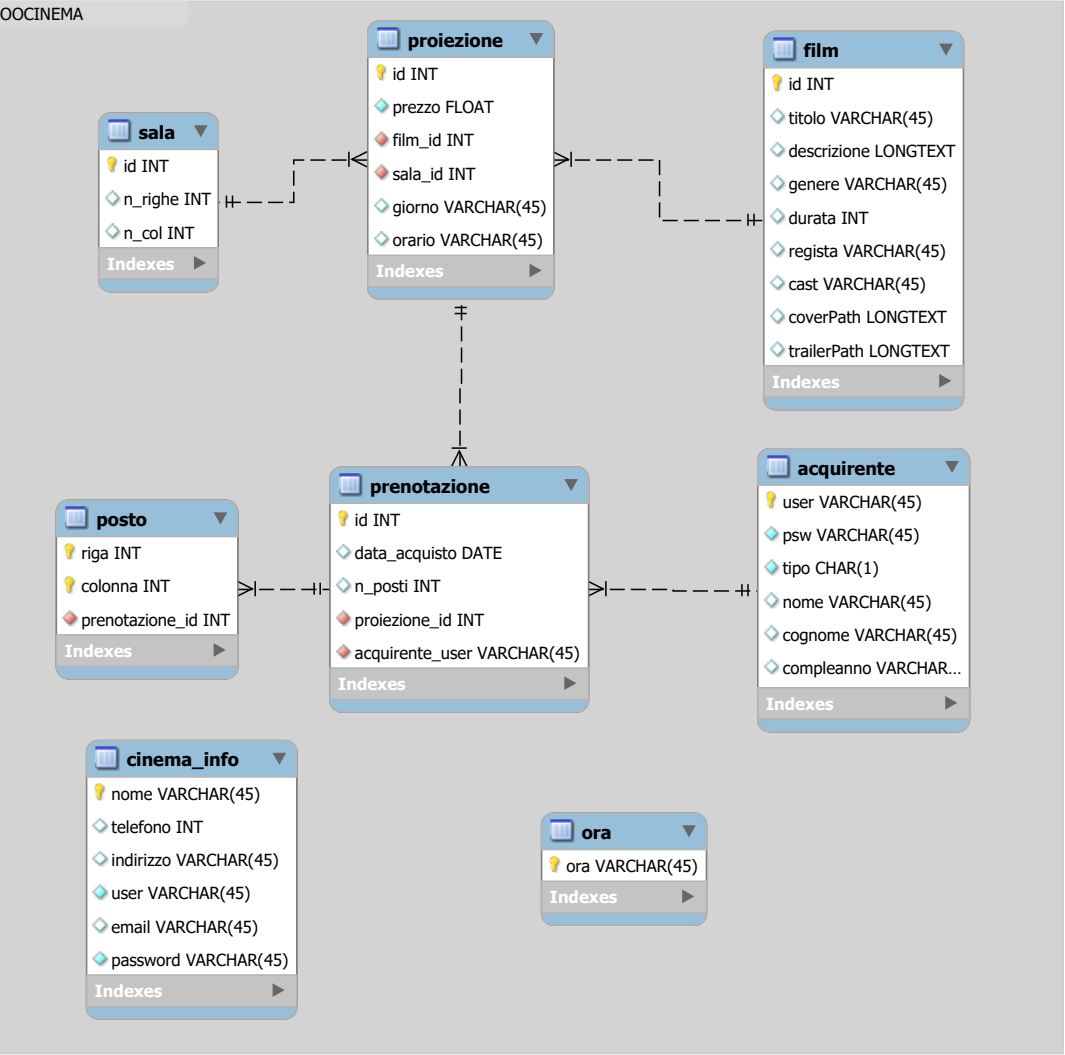 OOCINEMA
proiezione
id INT
prezzo FLOAT
film_id INT
sala_id INT
giorno VARCHAR(45)
orario VARCHAR(45)
Indexes
film
id INT
titolo VARCHAR(45)
descrizione LONGTEXT
genere VARCHAR(45)
durata INT
regista VARCHAR(45)
cast VARCHAR(45)
coverPath LONGTEXT
trailerPath LONGTEXT
Indexes
sala
id INT
n_righe INT
n_col INT
Indexes
prenotazione
id INT
data_acquisto DATE
n_posti INT
proiezione_id INT
acquirente_user VARCHAR(45)
Indexes
acquirente
user VARCHAR(45)
psw VARCHAR(45)
tipo CHAR(1)
nome VARCHAR(45)
cognome VARCHAR(45)
compleanno VARCHAR...
Indexes
posto
riga INT
colonna INT
prenotazione_id INT
Indexes
cinema_info
nome VARCHAR(45)
telefono INT
indirizzo VARCHAR(45)
user VARCHAR(45)
email VARCHAR(45)
password VARCHAR(45)
Indexes
ora
ora VARCHAR(45)
Indexes